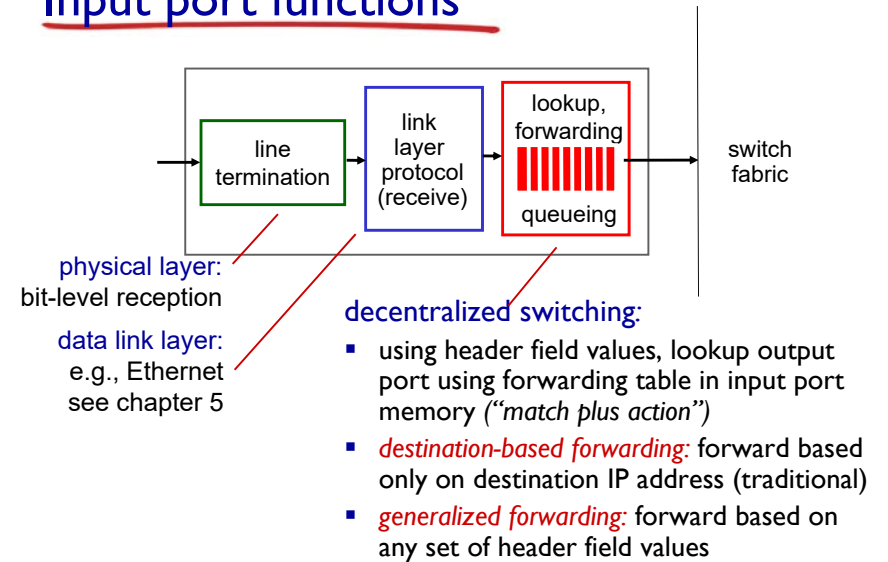 Input port functions
line
termination
link
layer
protocol
(receive)
lookup,
forwarding
queueing
switch
fabric
physical layer:
bit-level reception
data link layer:
e.g., Ethernet
see chapter 5
decentralized switching:
▪ using header field values, lookup output
port using forwarding table in input port
memory (“match plus action”)
▪ destination-based forwarding: forward based
only on destination IP address (traditional)
▪ generalized forwarding: forward based on
any set of header field values